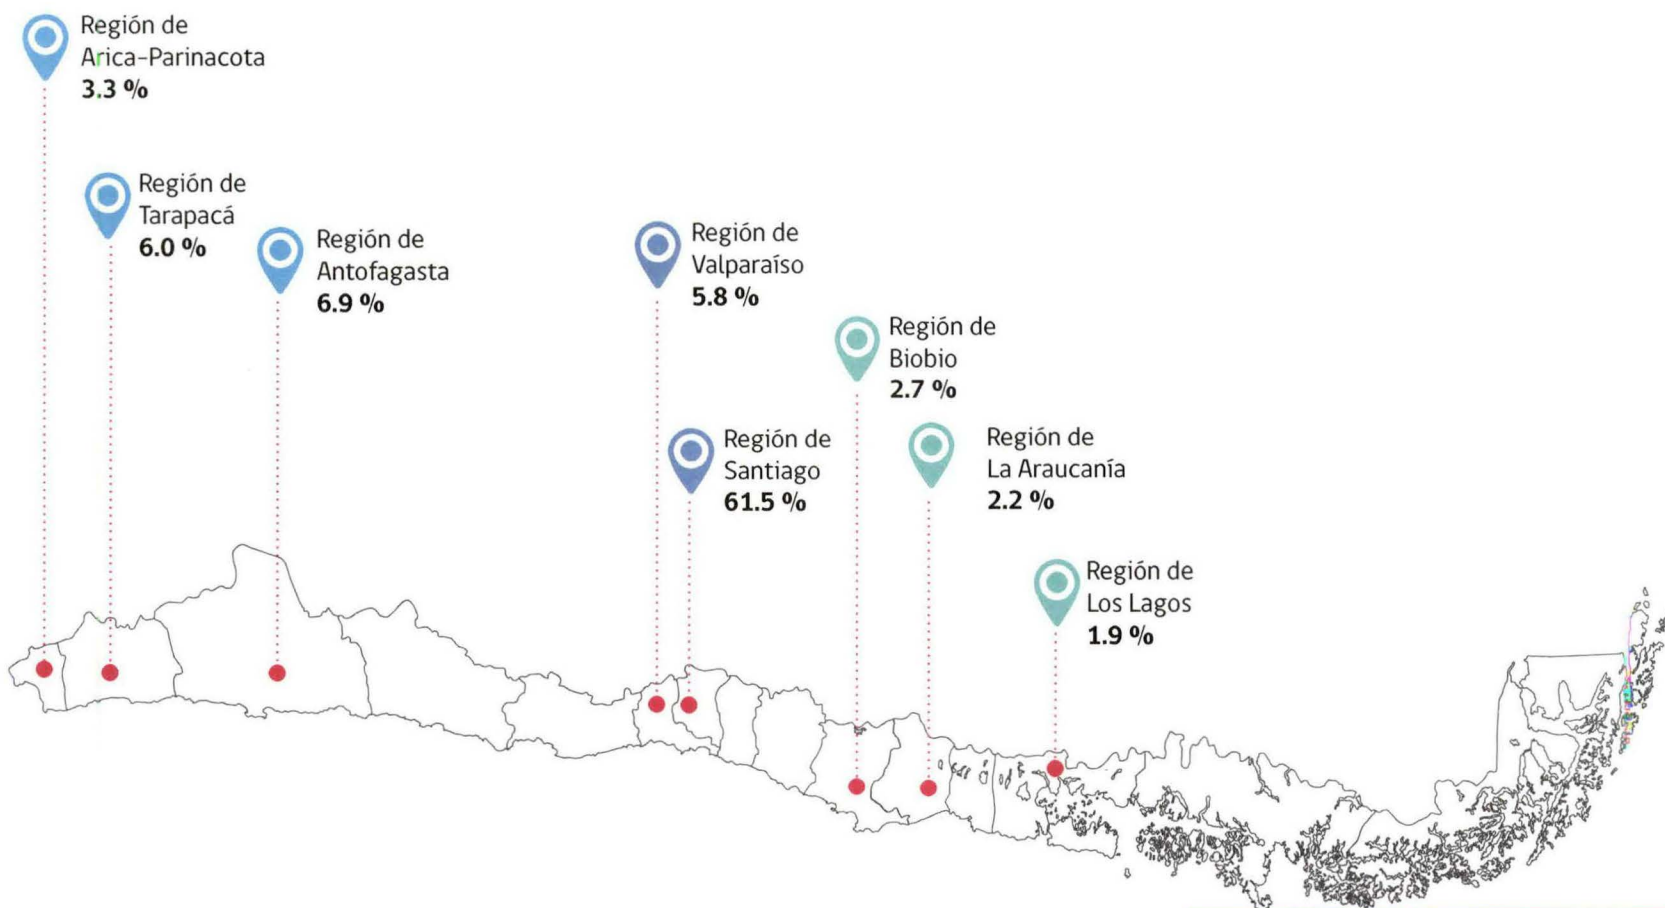 Región de
Arica-Parinacota
3.3 %
Región de
Tarapacá
6.0 %
Región de
Antofagasta
6.9 %
Región de
Valparaíso
5.8 %
Región de
Santiago
61.5 %
Región de
Biobio
2.7 %
Región de
La Araucanía
2.2 %
Región de
Los Lagos
1.9 %